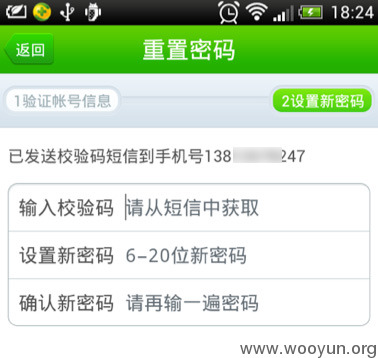 18:24
返回
重置密码
1验证帐号信息
2设置新密码
已发送校验码短信到手机号138 247
输入校验码 请从短信中获取
设置新密码 6-20位新密码
确认新密码 请再输一遍密码
www.wooyun.org